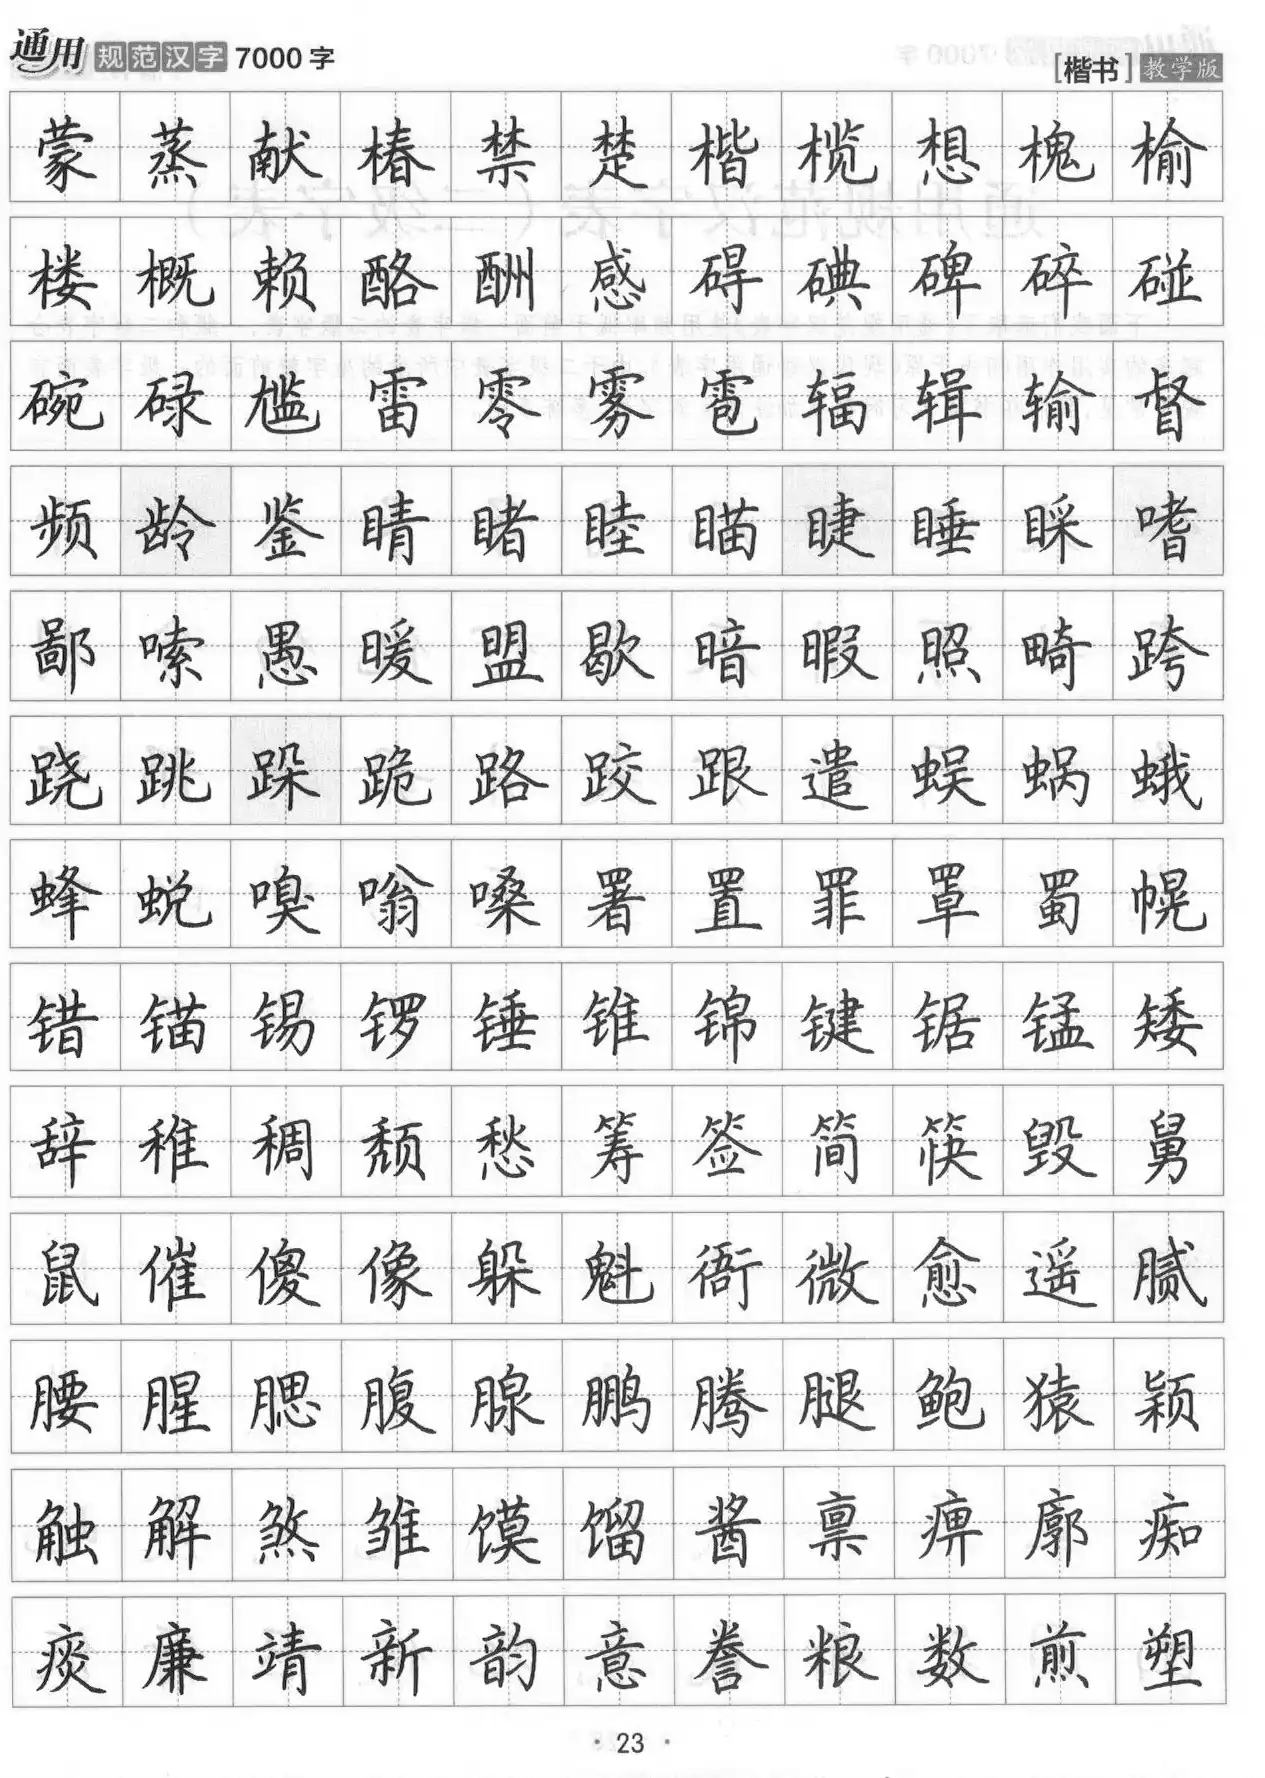 通用规范汉字7000字
[楷书]教学版
蒙蒸献椿禁楚楷榄想槐榆
楼概赖酪酬感碍碘碑碎碰
碗碌尴雷零雾雹辐辑输督
频龄鉴睛睹睦瞄睫睡睬嗜
鄙嗦愚暖盟歇暗暇照畸跨
跷跳跺跪路跤跟遣蜈蜗蛾
蜂蜕嗅嗡嗓署置罪罩蜀幌
错锚锡锣锤锥锦键锯锰矮
辞稚稠颓愁筹签简筷毁舅
鼠催傻像躲魁衙微愈遥腻
腰腥腮腹腺鹏腾腿鲍猿颖
触解煞雏馍馏酱禀痹廓痴
痰廉靖新韵意誊粮数煎塑
· 23 ·